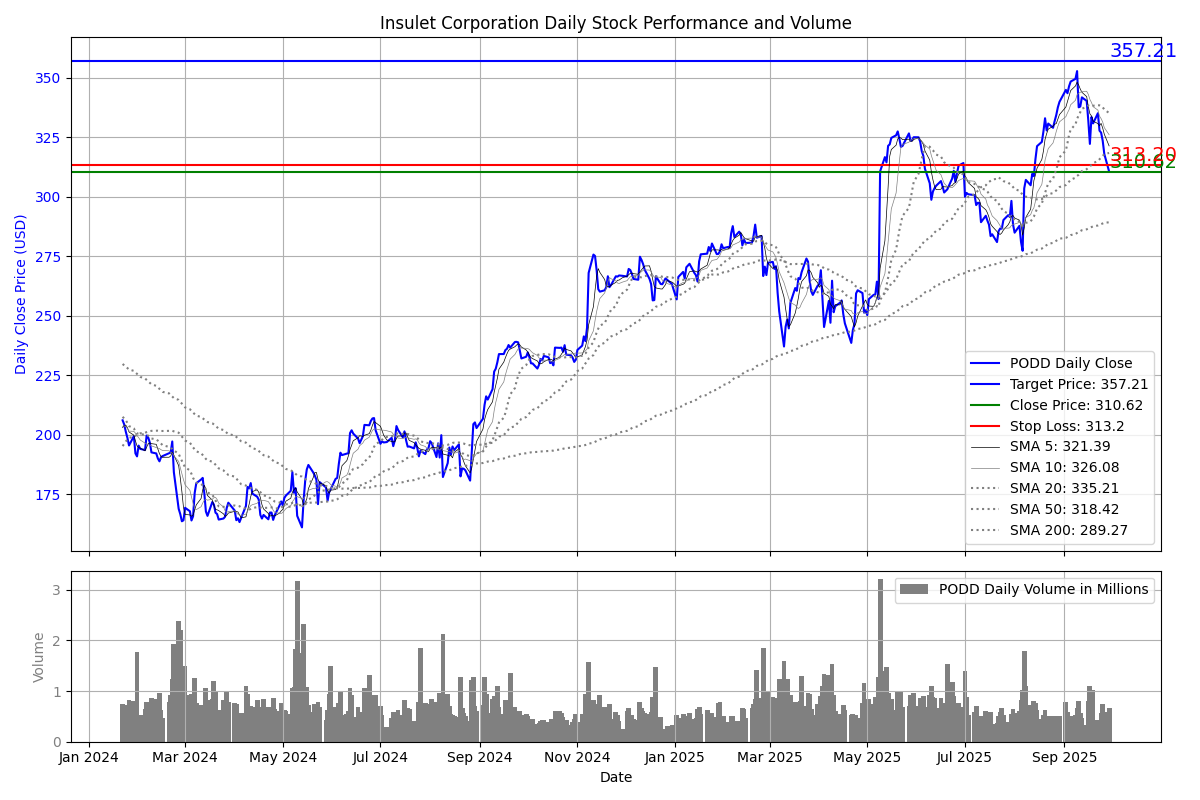 Insulet Corporation Daily Stock Performance and Volume
357.21
313.20
310.62
Daily Close Price (USD)
350
325
300
275
250
225
200
175
PODD Daily Close
Target Price: 357.21
Close Price: 310.62
Stop Loss: 313.2
SMA 5: 321.39
SMA 10: 326.08
SMA 20: 335.21
SMA 50: 318.42
SMA 200: 289.27
PODD Daily Volume in Millions
Volume
3
2
1
0
Jan 2024 Mar 2024 May 2024 Jul 2024 Sep 2024 Nov 2024 Jan 2025 Mar 2025 May 2025 Jul 2025 Sep 2025
Date